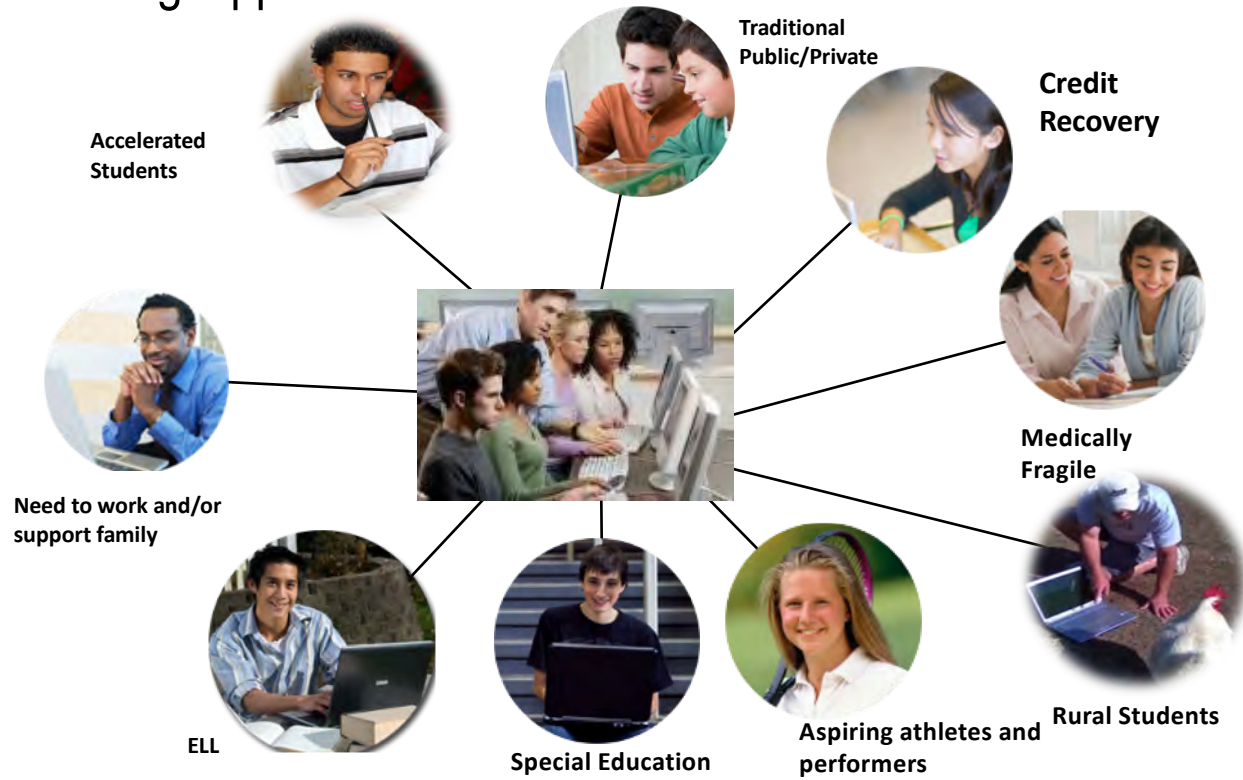 Traditional
Public/Private
Credit
Recovery
Accelerated
Students
Medically
Fragile
Need to work and/or
support family
Rural Students
Aspiring athletes and
performers
ELL
Special Education